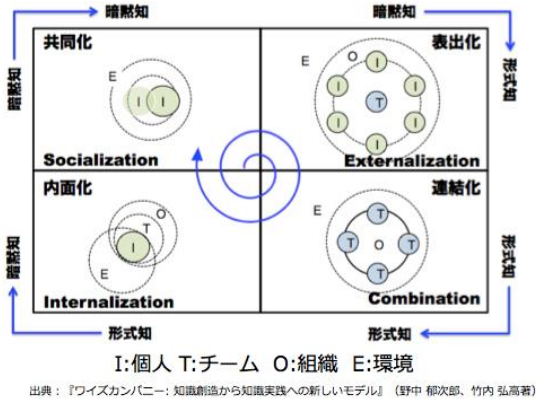 暗黙知
暗黙知
共同化
表出化
暗黙知
形式知
E
I
I
Socialization
E
O
I
I
I
T
I
I
I
Externalization
内面化
連結化
暗黙知
形式知
O
T
I
E
Internalization
E
T
T
O
T
T
Combination
形式知
形式知
I:個人 T:チーム O:組織 E:環境
出典:『ワイズカンパニー: 知識創造から知識実践への新しいモデル』(野中 郁次郎、竹内 弘高著)